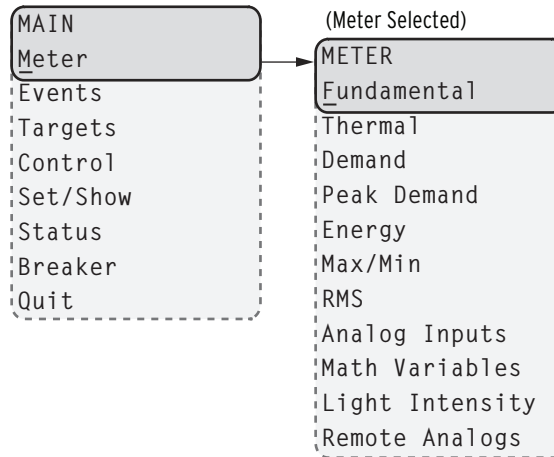 MAIN
Meter
Events
Targets
Control
Set/Show
Status
Breaker
Quit
(Meter Selected)
METER
Fundamental
Thermal
Demand
Peak Demand
Energy
Max/Min
RMS
Analog Inputs
Math Variables
Light Intensity
Remote Analogs